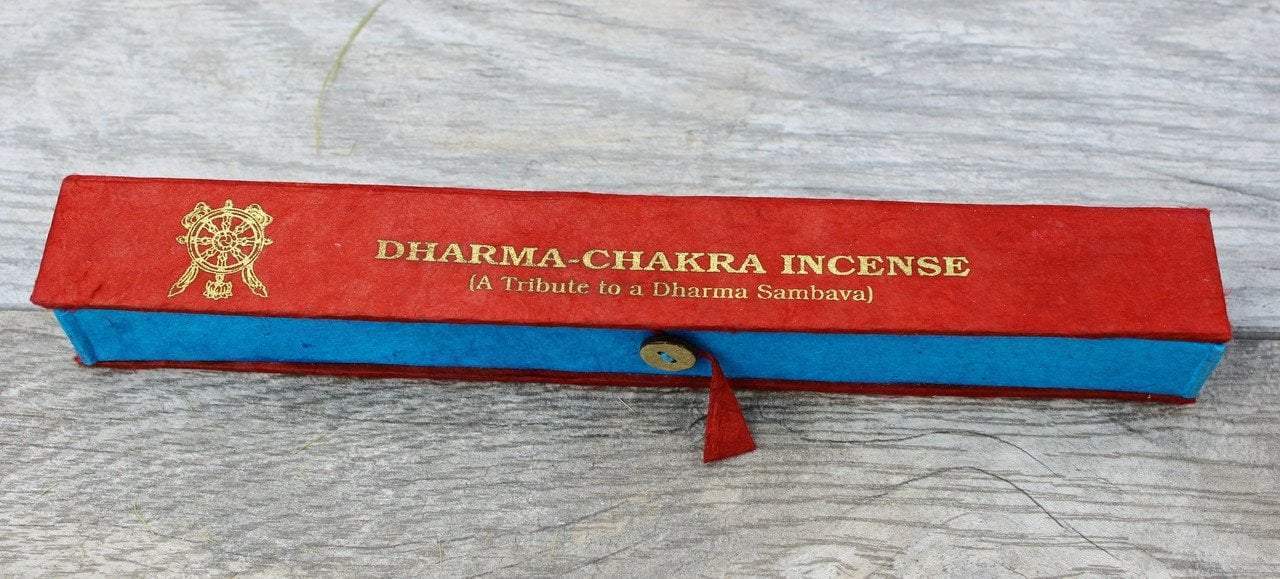 DHARMA-CHAKRA INCENSE
(A Tribute to a Dharma Sambava)